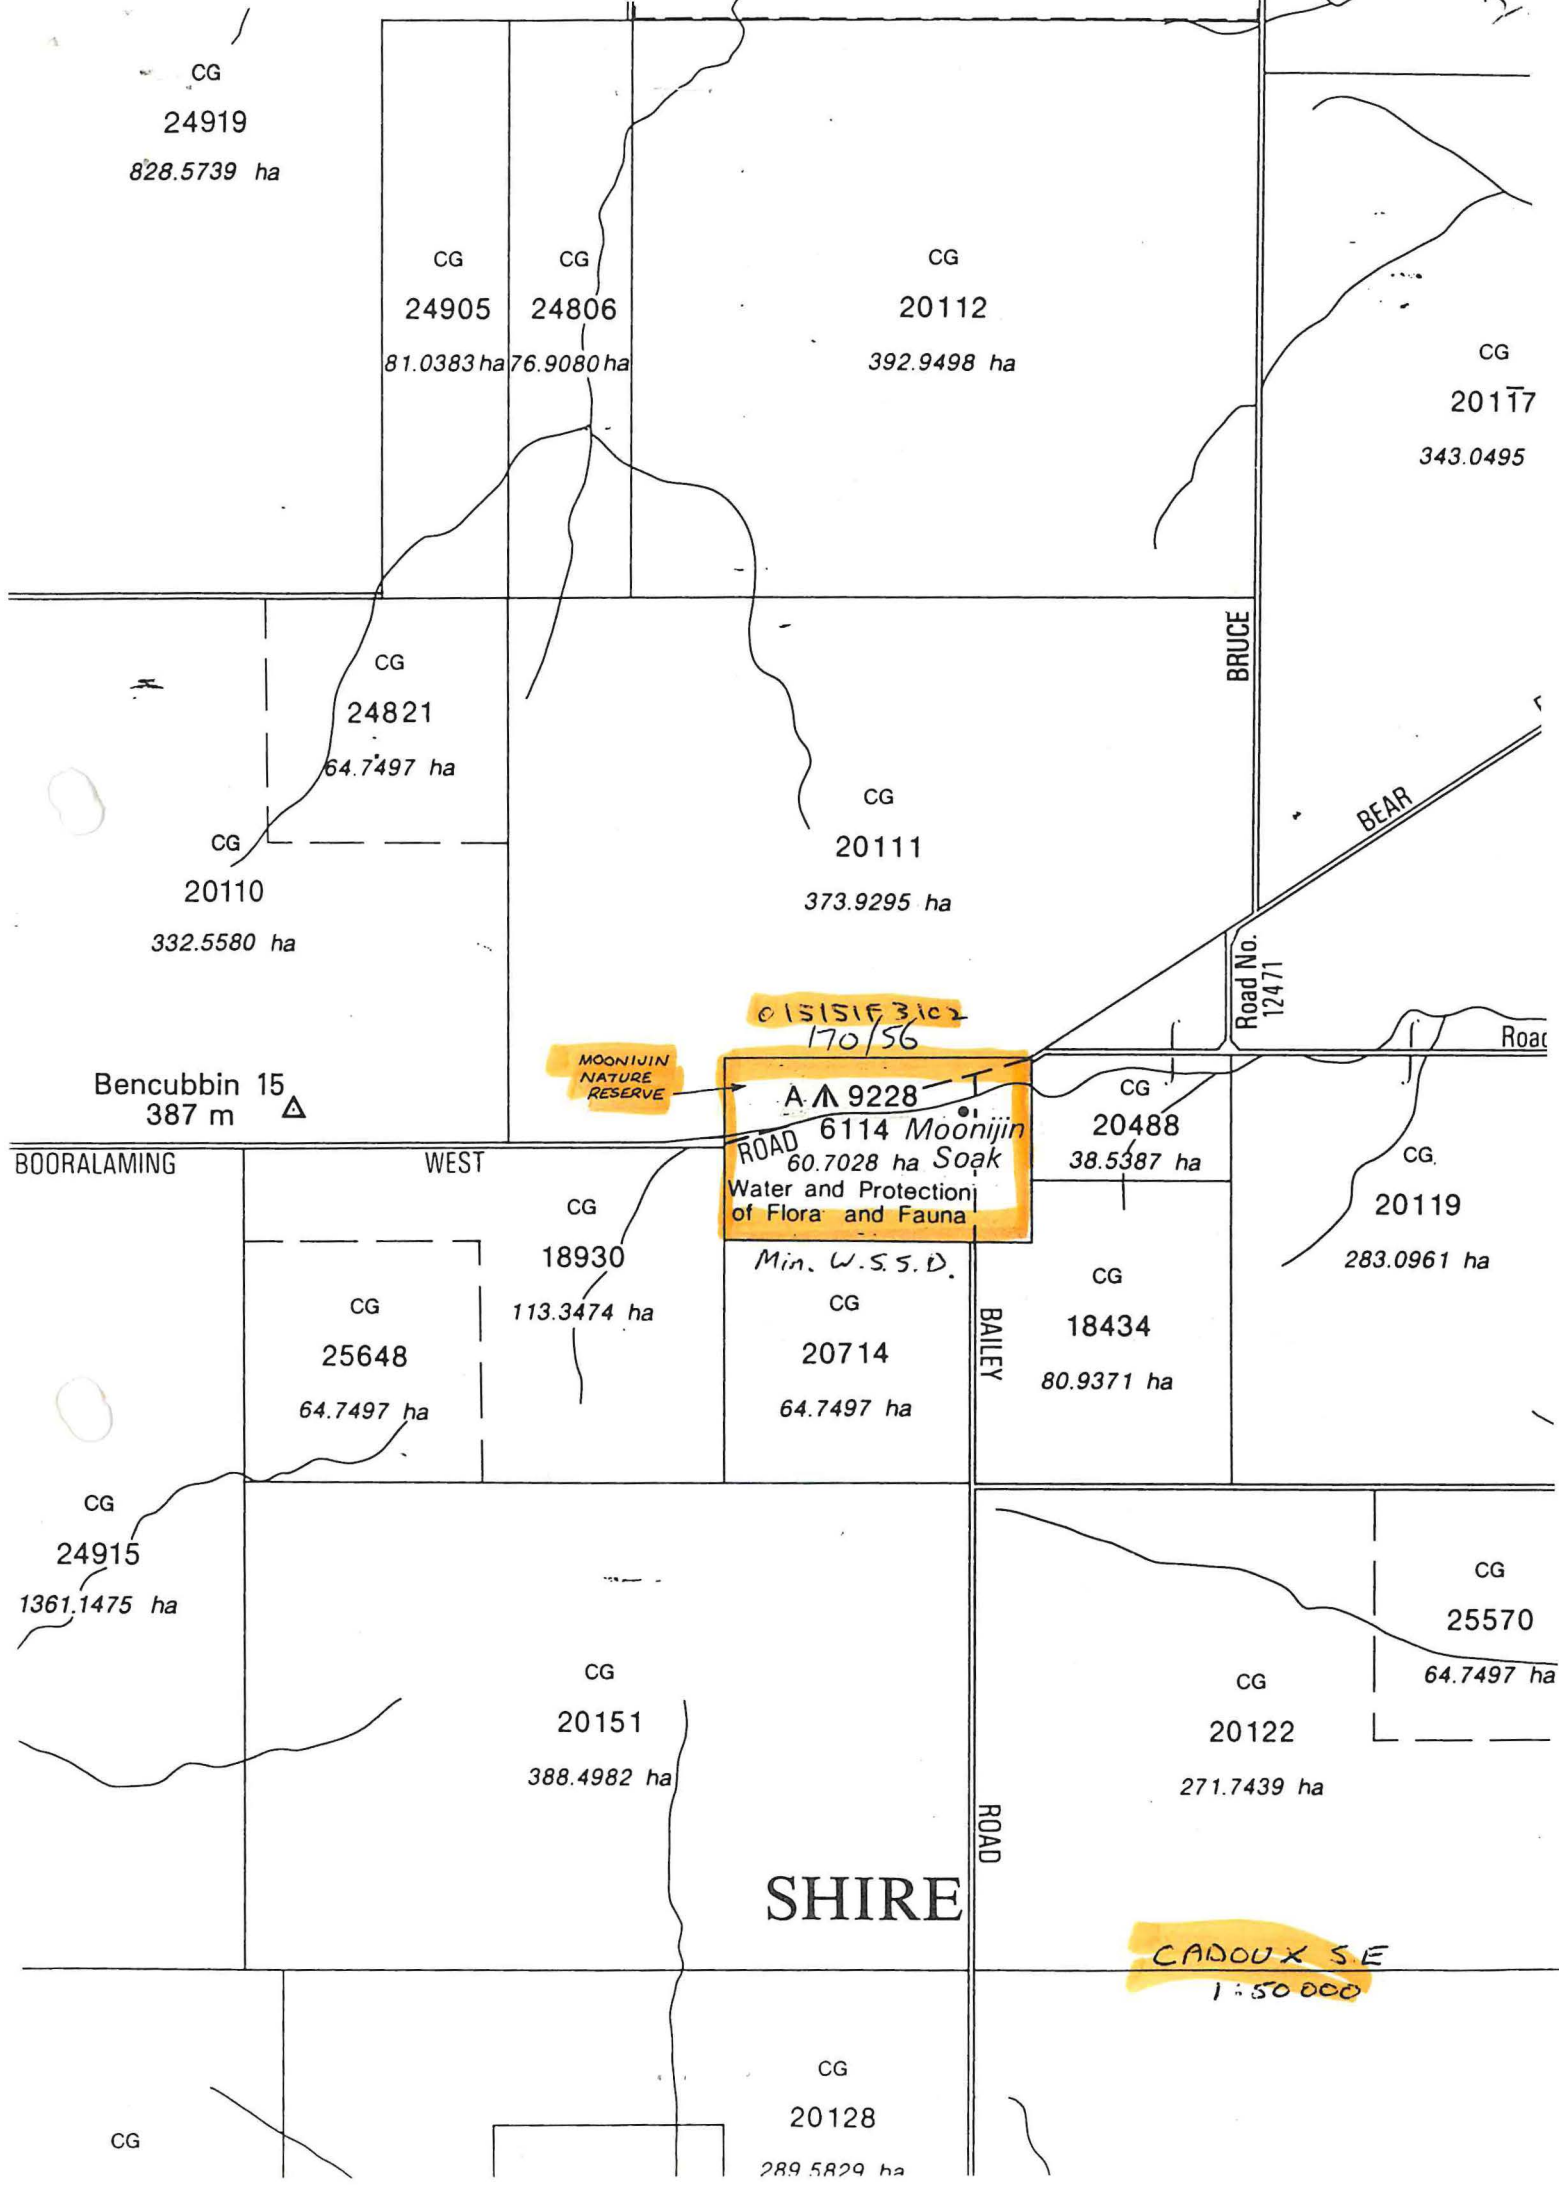 CG
24919
828.5739 ha
CG
24905
81.0383 ha
CG
24806
76.9080 ha
CG
20112
392.9498 ha
CG
20117
343.0495
BRUCE
CG
24821
64.7497 ha
CG
20110
332.5580 ha
CG
20111
373.9295 ha
BEAR
Road No.
12471
Road
170/56
MOONIJIN
NATURE
RESERVE
Bencubbin 15
387 m
A 9228
6114 Moonijin
Soak
60.7028 ha
Water and Protection
of Flora and Fauna
BOORALAMING
WEST
ROAD
CG
20488
38.5387 ha
CG
20119
283.0961 ha
CG
18930
113.3474 ha
Min. W.S.S.D.
CG
20714
64.7497 ha
CG
18434
80.9371 ha
CG
25648
64.7497 ha
BAILEY
ROAD
CG
24915
1361.1475 ha
CG
20151
388.4982 ha
CG
25570
64.7497 ha
CG
20122
271.7439 ha
SHIRE
CADOUX S.E
1:50 000
CG
CG
20128
289.5829 ha